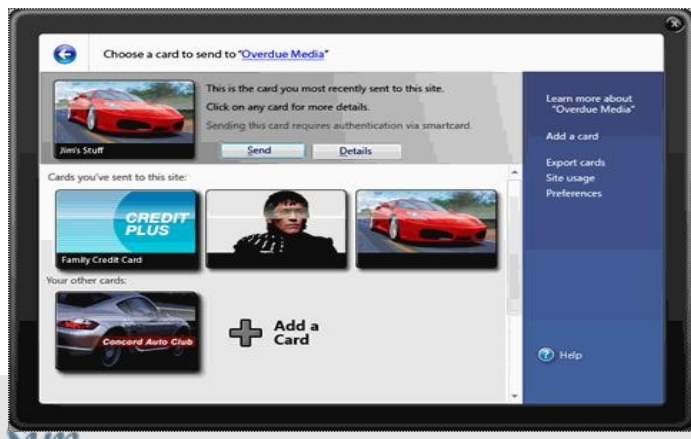 Choose a card to send to "Overdue Media"
This is the card you most recently sent to this site.
Click on any card for more details.
Sending this card requires authentication via smartcard.
Jim's Stuff
Send
Details
Cards you've sent to this site:
CREDIT
PLUS
Family Credit Card
Your other cards:
Concord Auto Club
Add a
Card
Learn more about
"Overdue Media"
Add a card
Export cards
Site usage
Preferences
Help